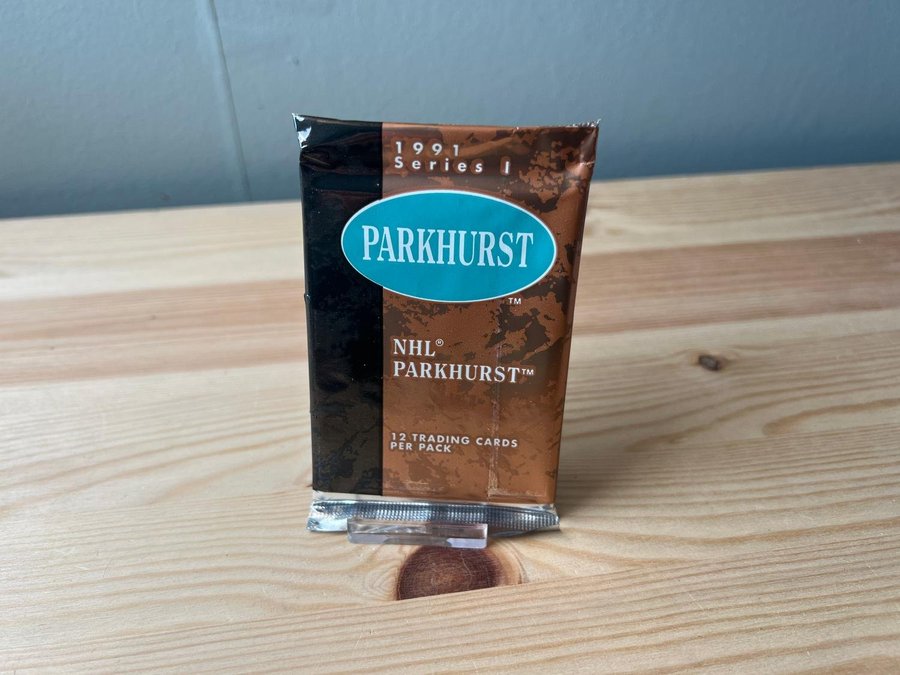 1991
Series I
PARKHURST
TM
NHL®
PARKHURST™
12 TRADING CARDS
PER PACK